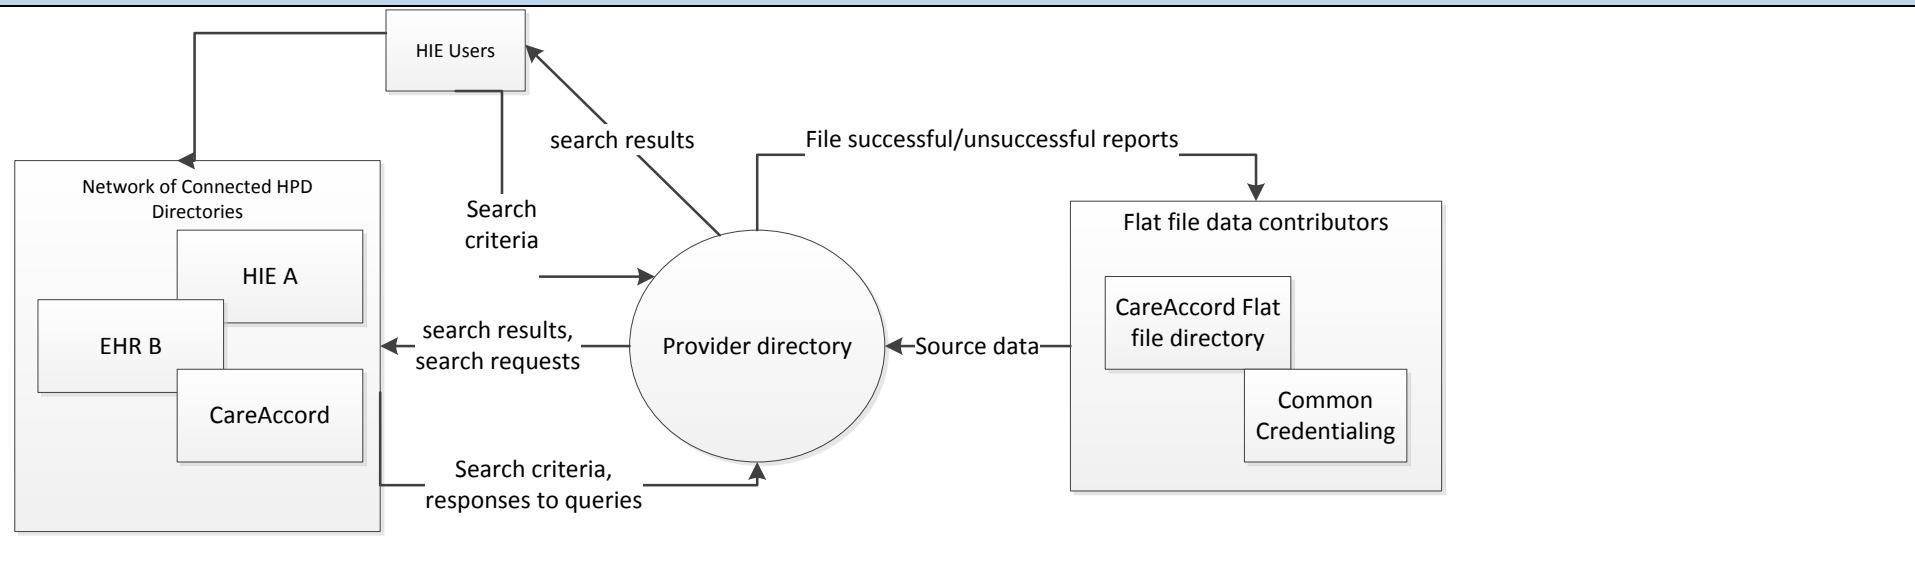 HIE Users
search results
File successful/unsuccessful reports
Network of Connected HPD
Directories
Search
criteria
Flat file data contributors
HIE A
EHR B
CareAccord
search results,
search requests
Provider directory
Source data
CareAccord Flat
file directory
Common
Credentialing
Search criteria,
responses to queries